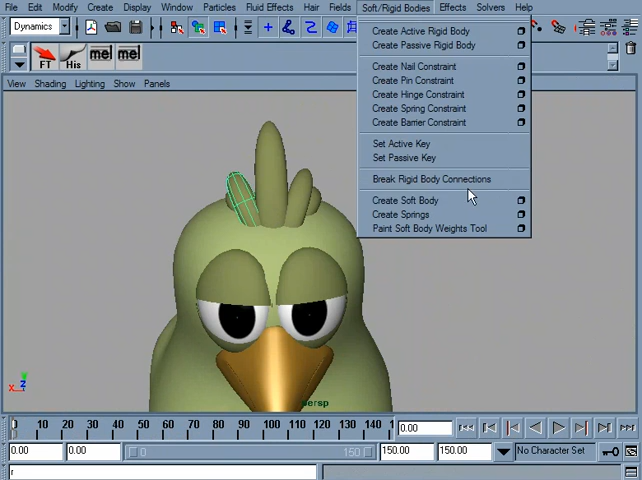 File Edit Modify Create Display Window Particles Fluid Effects Hair Fields Soft/Rigid Bodies Effects Solvers Help
Dynamics
FT His mel mel
View Shading Lighting Show Panels
Create Active Rigid Body
Create Passive Rigid Body
Create Nail Constraint
Create Pin Constraint
Create Hinge Constraint
Create Spring Constraint
Create Barrier Constraint
Set Active Key
Set Passive Key
Break Rigid Body Connections
Create Soft Body
Create Springs
Paint Soft Body Weights Tool
z
x
persp
0 10 20 30 40 50 60 70 80 90 100 110 120 130 140 1 0.00
0.00 0.00 0 150 150.00 150.00 No Character Set
r